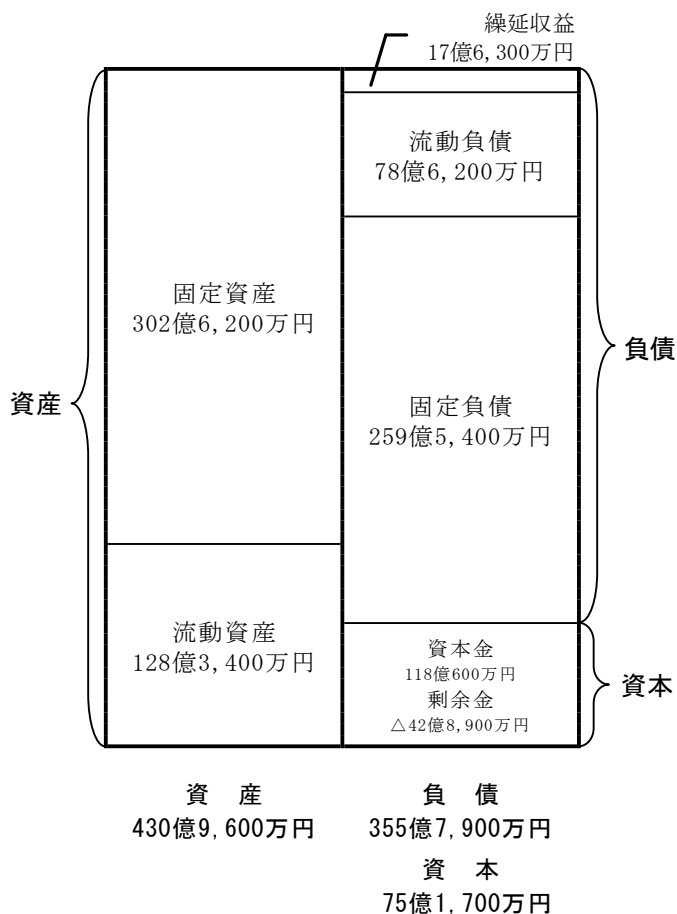 繰延収益
17億6,300万円
流動負債
78億6,200万円
固定資産
302億6,200万円
負債
資産
固定負債
259億5,400万円
流動資産
128億3,400万円
資本金
118億600万円
剰余金
△42億8,900万円
資本
資 産
430億9,600万円
負 債
355億7,900万円
資 本
75億1,700万円